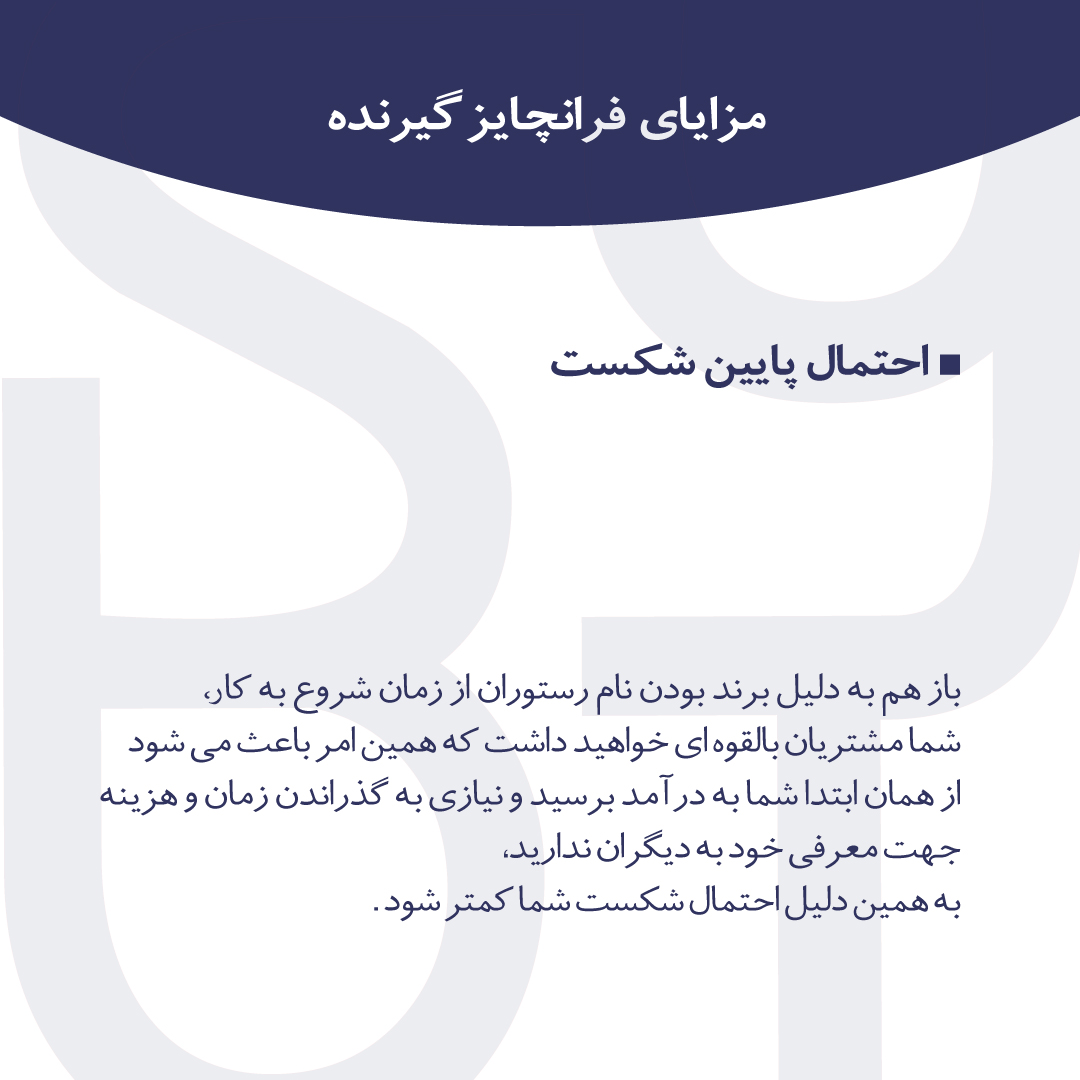 مزایای فرانچایز گیرنده
■ احتمال پایین شکست
باز هم به دلیل برند بودن نام رستوران از زمان شروع به کار،
شما مشتریان بالقوه ای خواهید داشت که همین امر باعث می شود
از همان ابتدا شما به درآمد برسید و نیازی به گذراندن زمان و هزینه
جهت معرفی خود به دیگران ندارید،
به همین دلیل احتمال شکست شما کمتر شود .